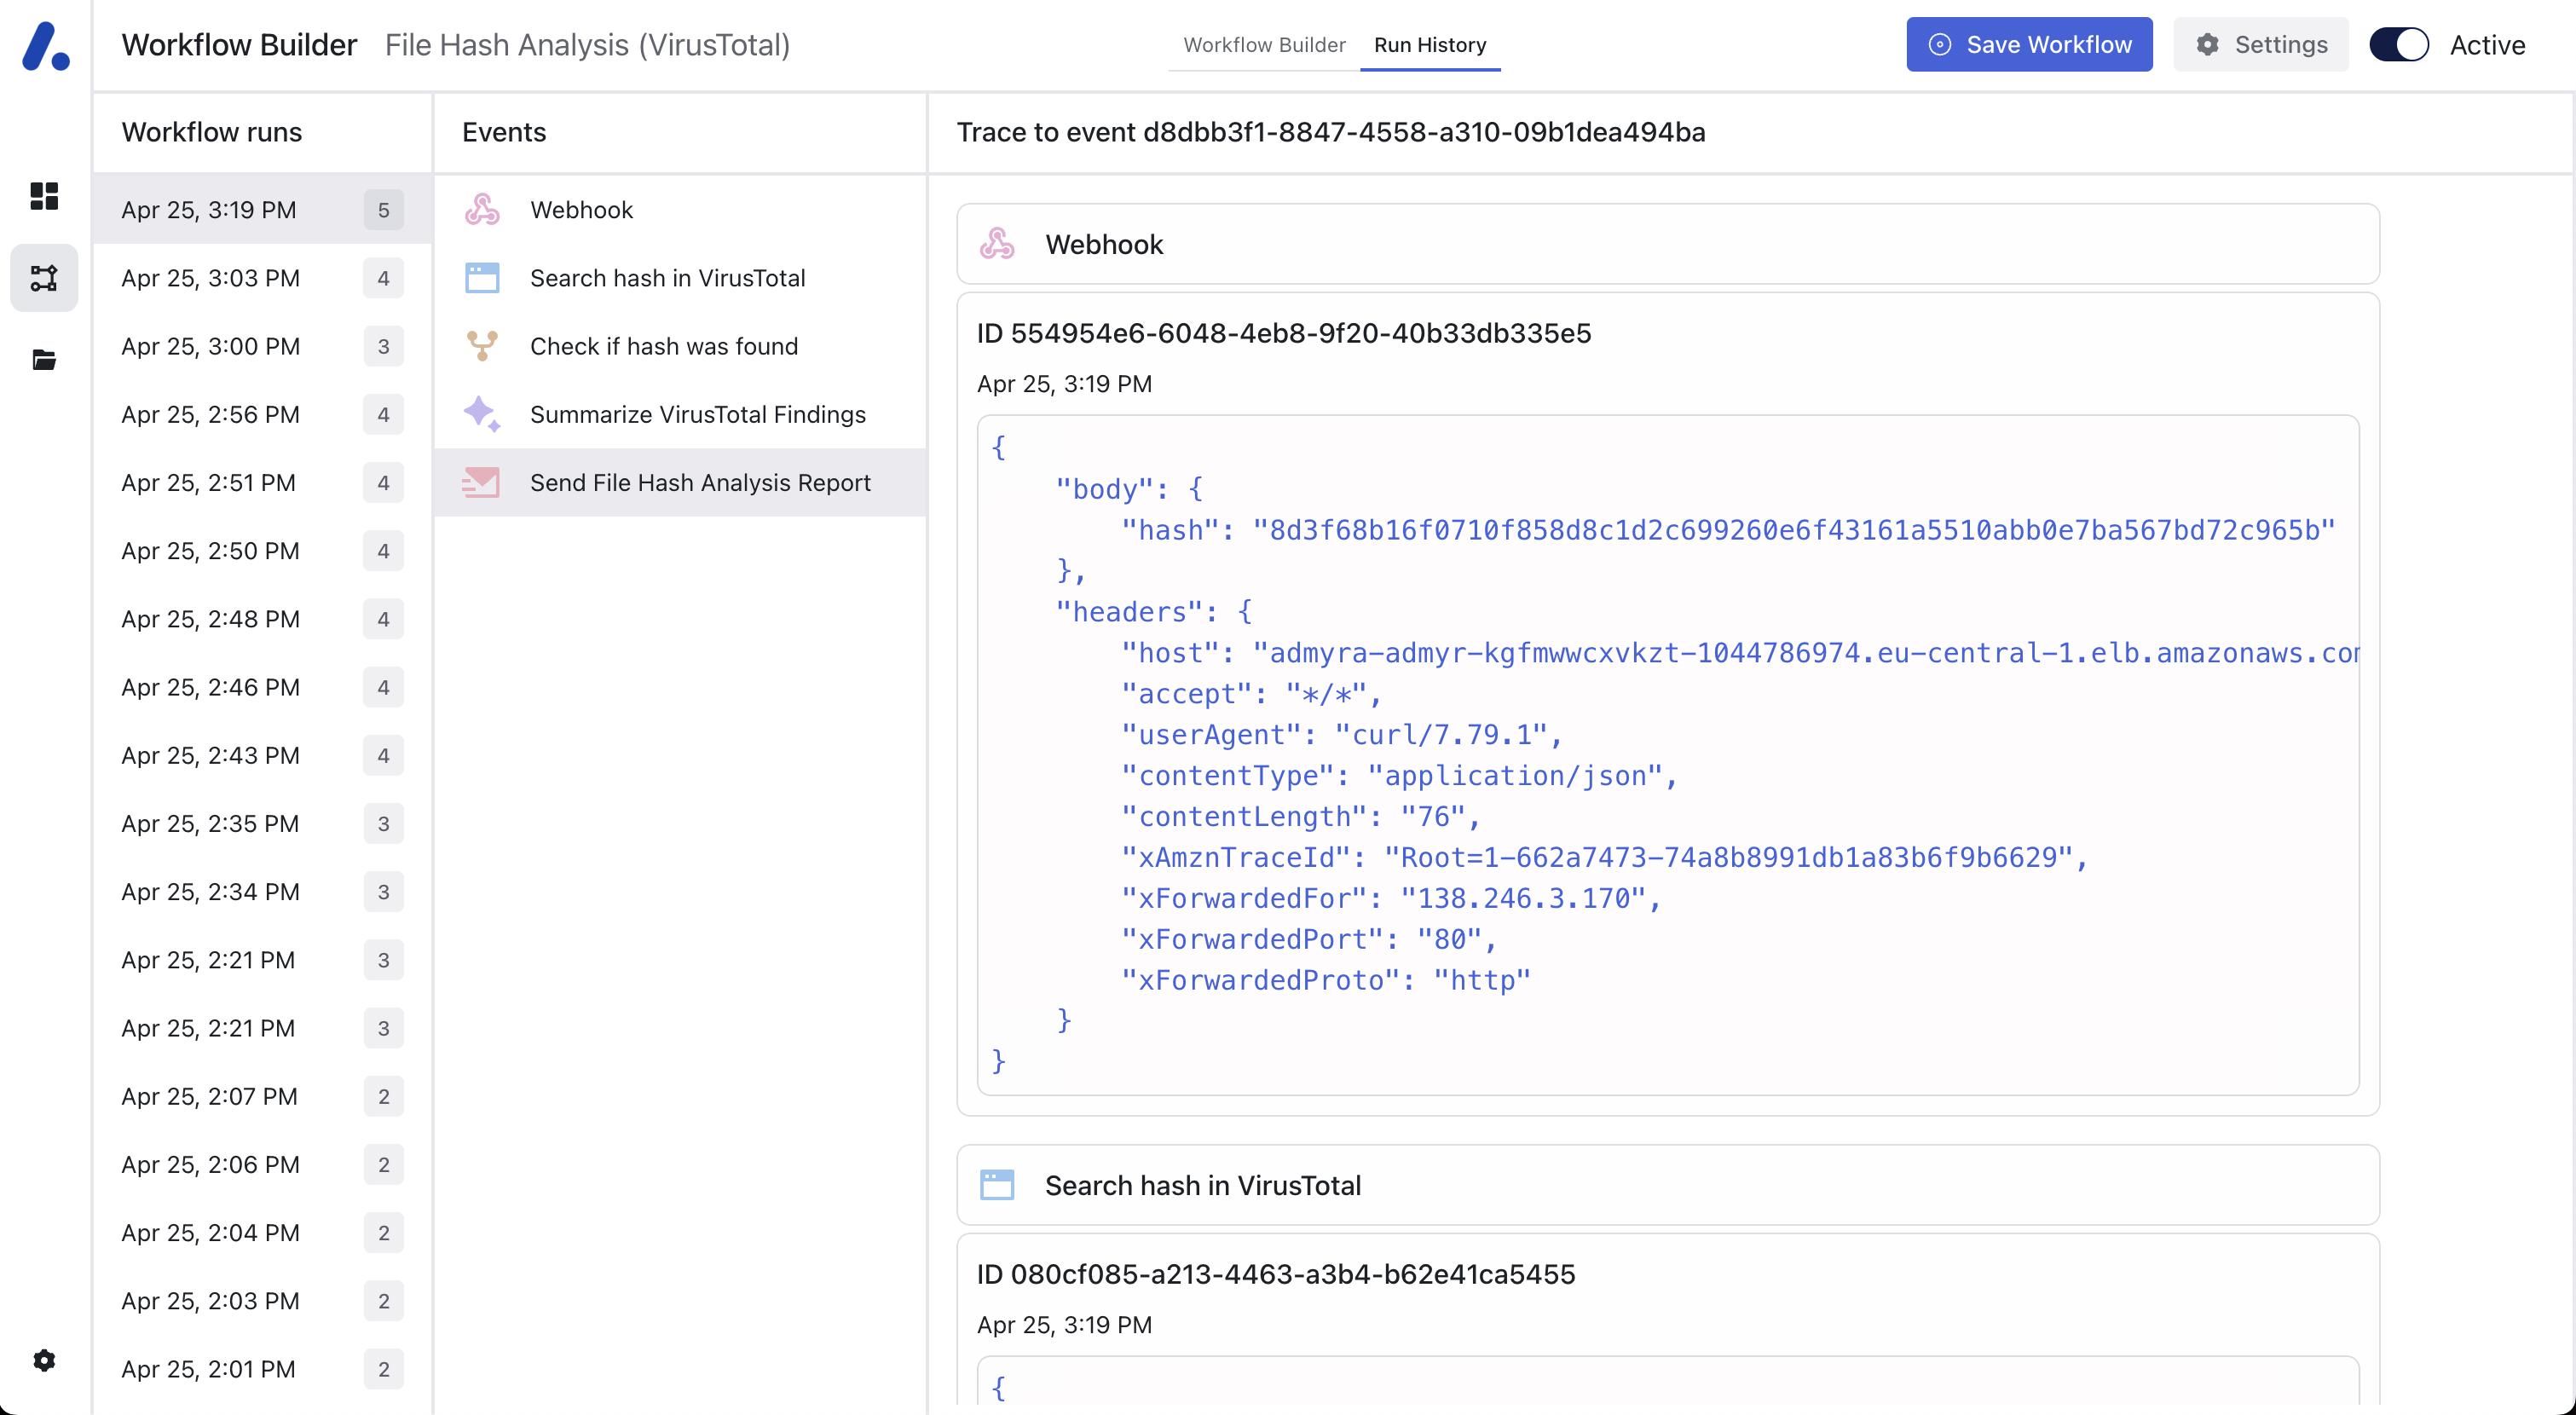 Workflow Builder File Hash Analysis (VirusTotal)
Workflow Builder Run History
Save Workflow Settings Active
Workflow runs
Apr 25, 3:19 PM 5
Apr 25, 3:03 PM 4
Apr 25, 3:00 PM 3
Apr 25, 2:56 PM 4
Apr 25, 2:51 PM 4
Apr 25, 2:50 PM 4
Apr 25, 2:48 PM 4
Apr 25, 2:46 PM 4
Apr 25, 2:43 PM 4
Apr 25, 2:35 PM 3
Apr 25, 2:34 PM 3
Apr 25, 2:21 PM 3
Apr 25, 2:21 PM 3
Apr 25, 2:07 PM 2
Apr 25, 2:06 PM 2
Apr 25, 2:04 PM 2
Apr 25, 2:03 PM 2
Apr 25, 2:01 PM 2
Events
Webhook
Search hash in VirusTotal
Check if hash was found
Summarize VirusTotal Findings
Send File Hash Analysis Report
Trace to event d8dbb3f1-8847-4558-a310-09b1dea494ba
Webhook
ID 554954e6-6048-4eb8-9f20-40b33db335e5
Apr 25, 3:19 PM
{
"body": {
"hash": "8d3f68b16f0710f858d8c1d2c699260e6f43161a5510abb0e7ba567bd72c965b"
},
"headers": {
"host": "admyra-admyr-kgfmwwcxvkzt-1044786974.eu-central-1.elb.amazonaws.com
"accept": "*/*",
"userAgent": "curl/7.79.1",
"contentType": "application/json",
"contentLength": "76",
"xAmznTraceId": "Root=1-662a7473-74a8b8991db1a83b6f9b6629",
"xForwardedFor": "138.246.3.170",
"xForwardedPort": "80",
"xForwardedProto": "http"
}
}
Search hash in VirusTotal
ID 080cf085-a213-4463-a3b4-b62e41ca5455
Apr 25, 3:19 PM
{